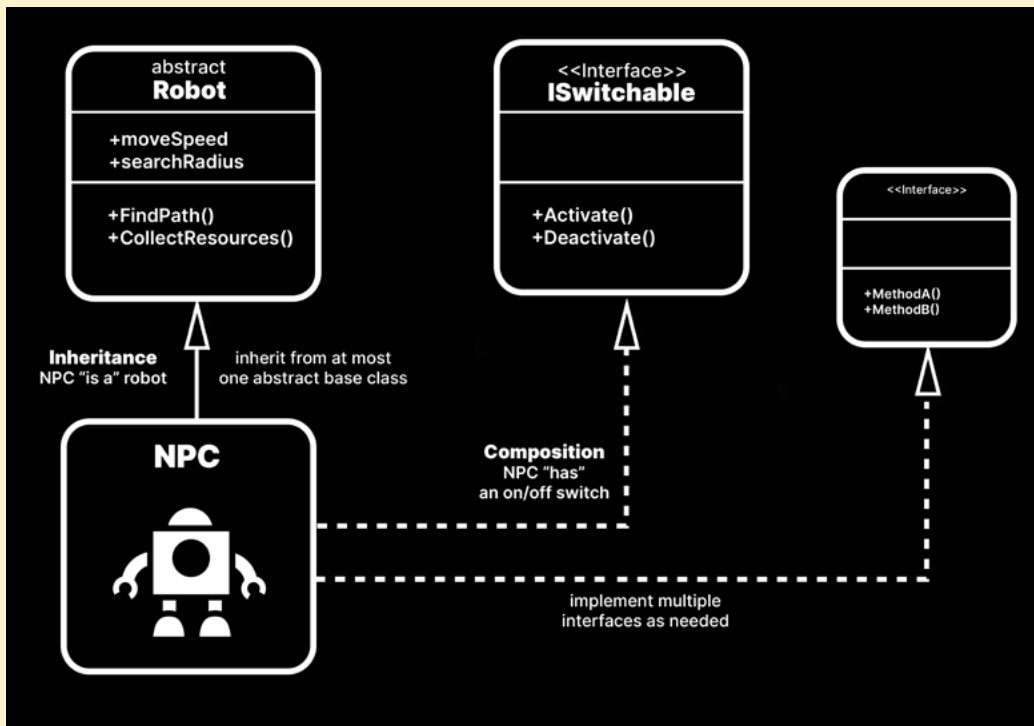 abstract
Robot
+moveSpeed
+searchRadius
+FindPath()
+CollectResources()
<<Interface>>
ISwitchable
+Activate()
+Deactivate()
<<Interface>>
+MethodA()
+MethodB()
Inheritance
NPC "is a" robot
inherit from at most
one abstract base class
NPC
Composition
NPC "has"
an on/off switch
implement multiple
interfaces as needed